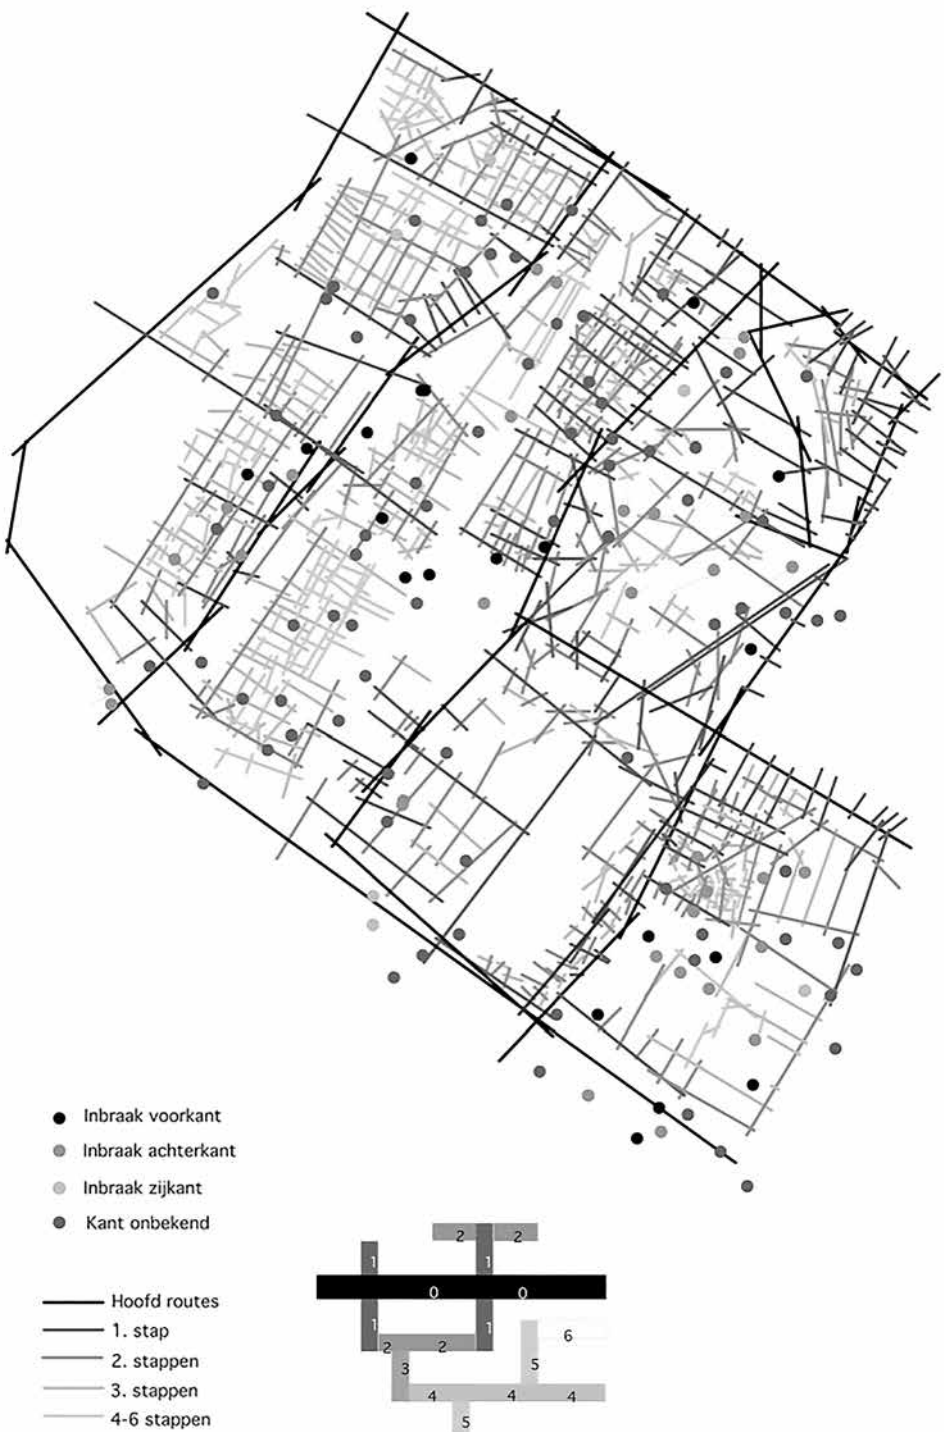 Inbraak voorkant
Inbraak achterkant
Inbraak zijkant
Kant onbekend
Hoofd routes
1. stap
2. stappen
3. stappen
4-6 stappen
2 2
1 1
0 0
1 1
2 2
6
3 5
4 4 4
5